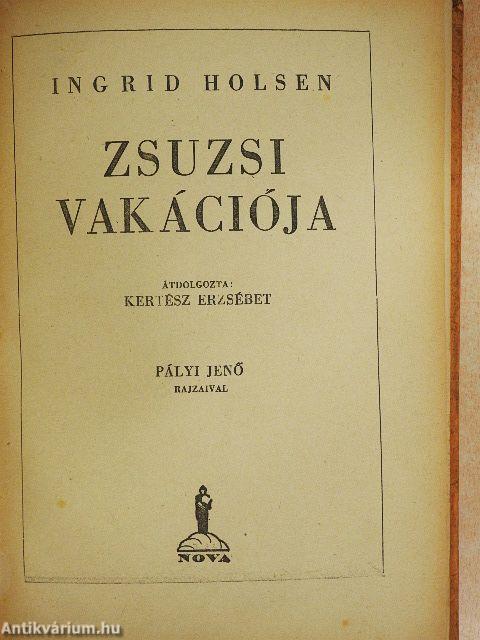 INGRID HOLSEN
ZSUZSI
VAKÁCIÓJA
ÁTDOLGOZTA:
KERTÉSZ ERZSÉBET
PÁLYI JENŐ
RAJZAIVAL
NOVA
Antikvárium.hu